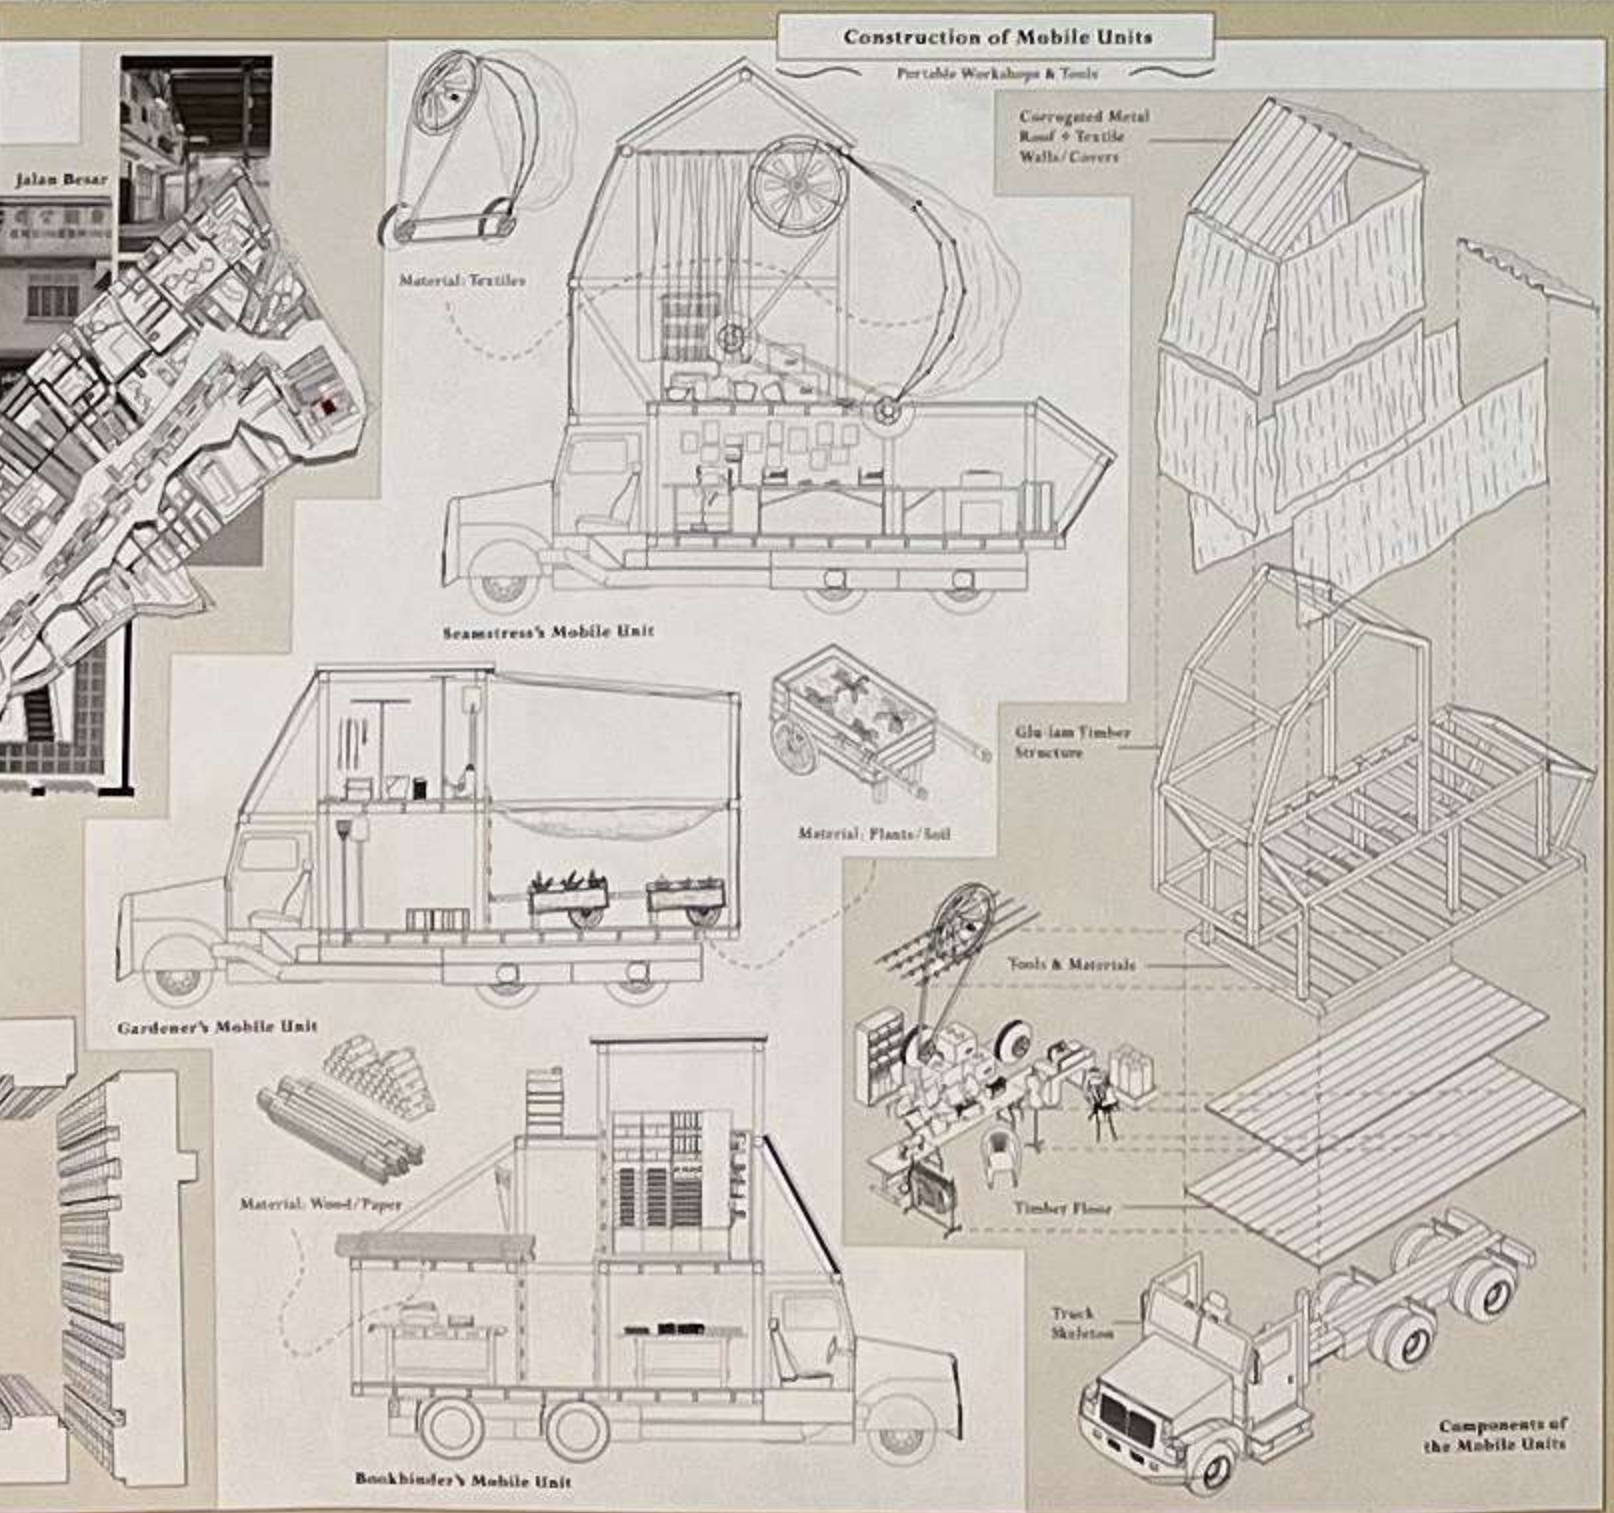 Construction of Mobile Units
Portable Workshops & Tools
Jalan Besar
ENGINEERING
Material: Textiles
Seamstress's Mobile Unit
Material: Plants/Soil
Gardener's Mobile Unit
Material: Wood/Paper
Bookbinder's Mobile Unit
Corrugated Metal
Roof + Textile
Walls/Covers
Glu-lam Timber
Structure
Tools & Materials
Timber Floor
Truck
Skeleton
Components of
the Mobile Units